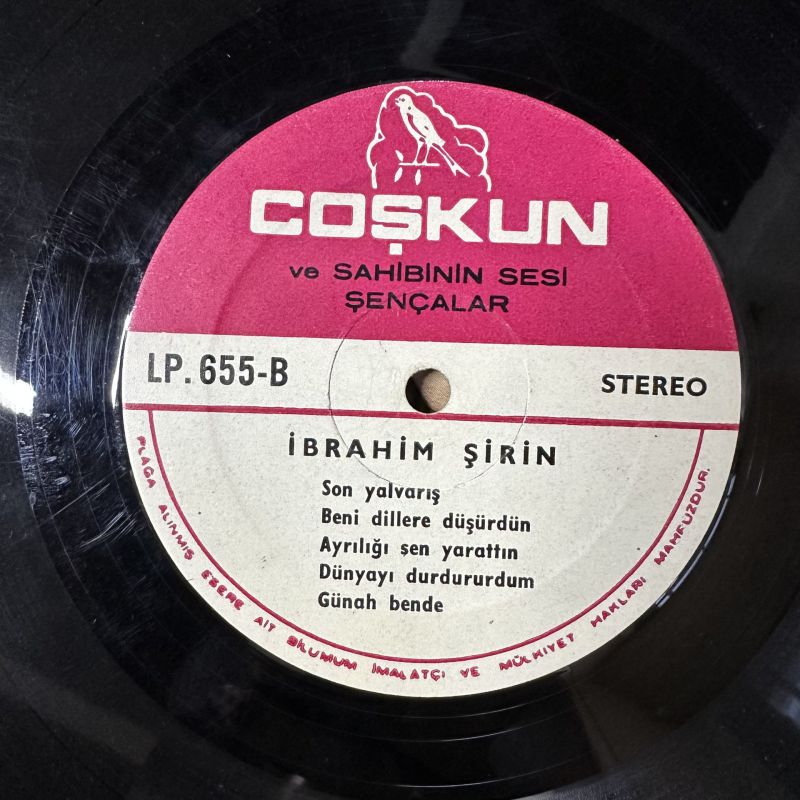 COŞKUN
ve SAHİBİNİN SESİ
ŞENÇALAR
LP. 655-B
STEREO
İBRAHİM ŞİRİN
Son yalvarış
Beni dillere düşürdün
Ayrılığı şen yarattın
Dünyayı durdururdum
Günah bende
PLAĞA ALINMIŞ ESERE AİT BİLUMUM İMALATÇI VE MÜLKİYET HAKLARI MAHFUZDUR.